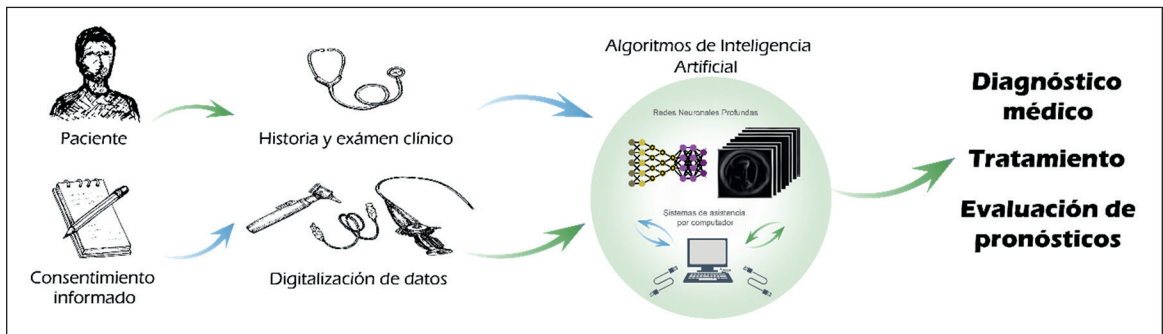 Algoritmos de Inteligencia
Artificial
Paciente
Historia y exámen clínico
Redes Neuronales Profundas
Diagnóstico
médico
Tratamiento
Evaluación de
pronósticos
Consentimiento
informado
Digitalización de datos
Sistemas de asistencia
por computador